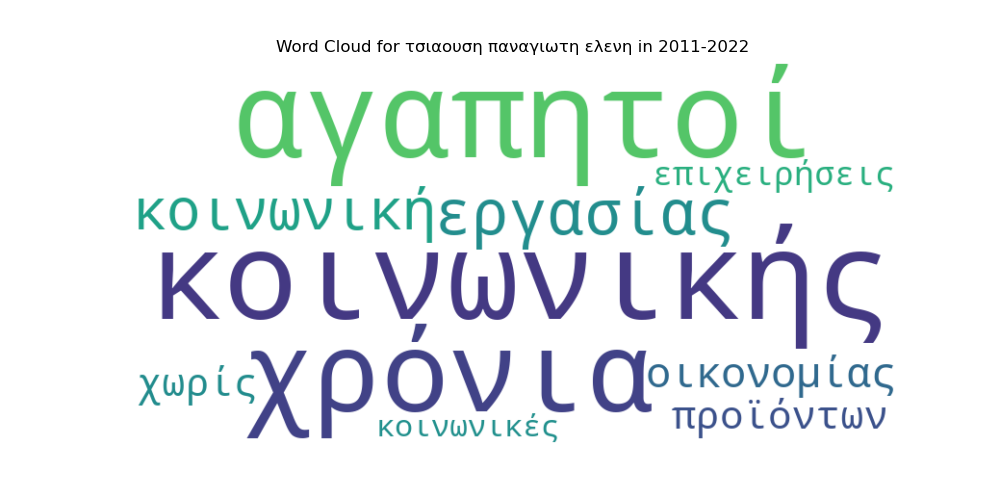 Word Cloud for τσιαουση παναγιωτη ελενη in 2011-2022
αγαπητοί
επιχειρήσεις
κοινωνική εργασίας
κοινωνικής
χρόνια
χωρίς οικονομίας
προϊόντων
κοινωνικές